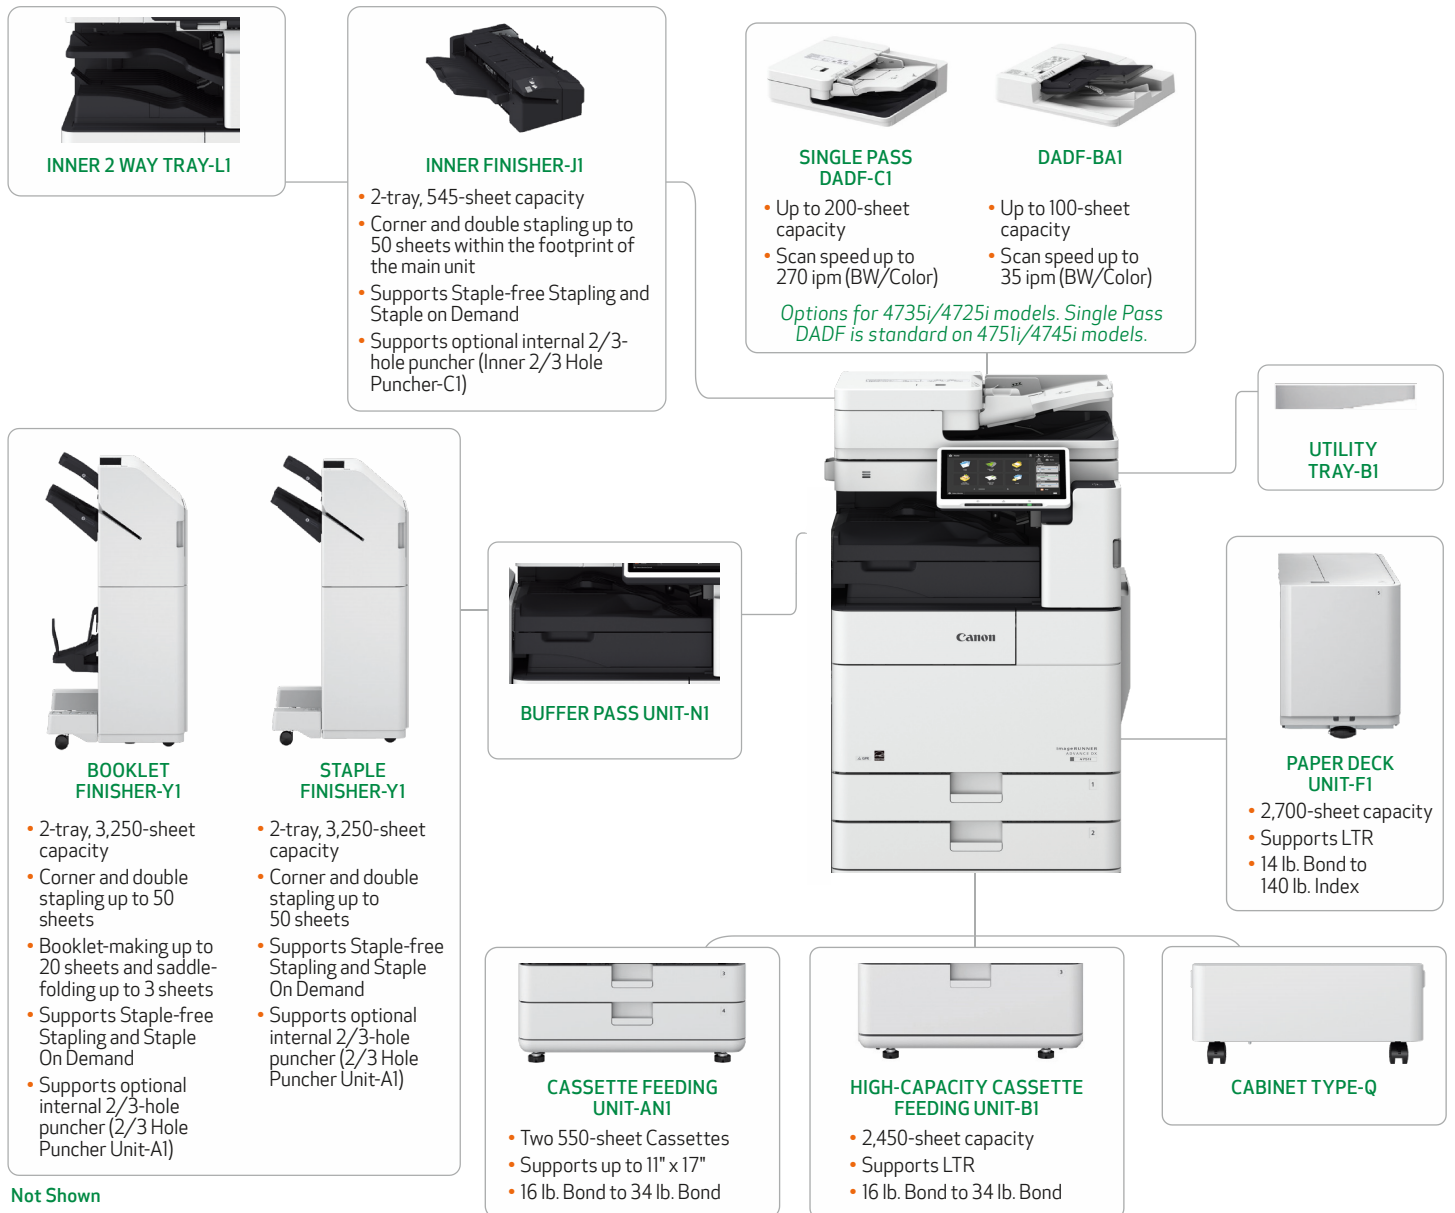 INNER 2 WAY TRAY-L1
INNER FINISHER-J1
• 2-tray, 545-sheet capacity
• Corner and double stapling up to
50 sheets within the footprint of
the main unit
• Supports Staple-free Stapling and
Staple on Demand
• Supports optional internal 2/3-
hole puncher (Inner 2/3 Hole
Puncher-C1)
SINGLE PASS
DADF-C1
• Up to 200-sheet
capacity
• Scan speed up to
270 ipm (BW/Color)
DADF-BA1
• Up to 100-sheet
capacity
• Scan speed up to
35 ipm (BW/Color)
Options for 4735i/4725i models. Single Pass
DADF is standard on 4751i/4745i models.
UTILITY
TRAY-B1
BOOKLET
FINISHER-Y1
• 2-tray, 3,250-sheet
capacity
• Corner and double
stapling up to 50
sheets
• Booklet-making up to
20 sheets and saddle-
folding up to 3 sheets
• Supports Staple-free
Stapling and Staple
On Demand
• Supports optional
internal 2/3-hole
puncher (2/3 Hole
Puncher Unit-A1)
STAPLE
FINISHER-Y1
• 2-tray, 3,250-sheet
capacity
• Corner and double
stapling up to
50 sheets
• Supports Staple-free
Stapling and Staple
On Demand
• Supports optional
internal 2/3-hole
puncher (2/3 Hole
Puncher Unit-A1)
BUFFER PASS UNIT-N1
Canon
imageRUNNER
ADVANCE DX
1
2
PAPER DECK
UNIT-F1
• 2,700-sheet capacity
• Supports LTR
• 14 lb. Bond to
140 lb. Index
3
4
CASSETTE FEEDING
UNIT-AN1
• Two 550-sheet Cassettes
• Supports up to 11" x 17"
• 16 lb. Bond to 34 lb. Bond
3
HIGH-CAPACITY CASSETTE
FEEDING UNIT-B1
• 2,450-sheet capacity
• Supports LTR
• 16 lb. Bond to 34 lb. Bond
CABINET TYPE-Q
Not Shown